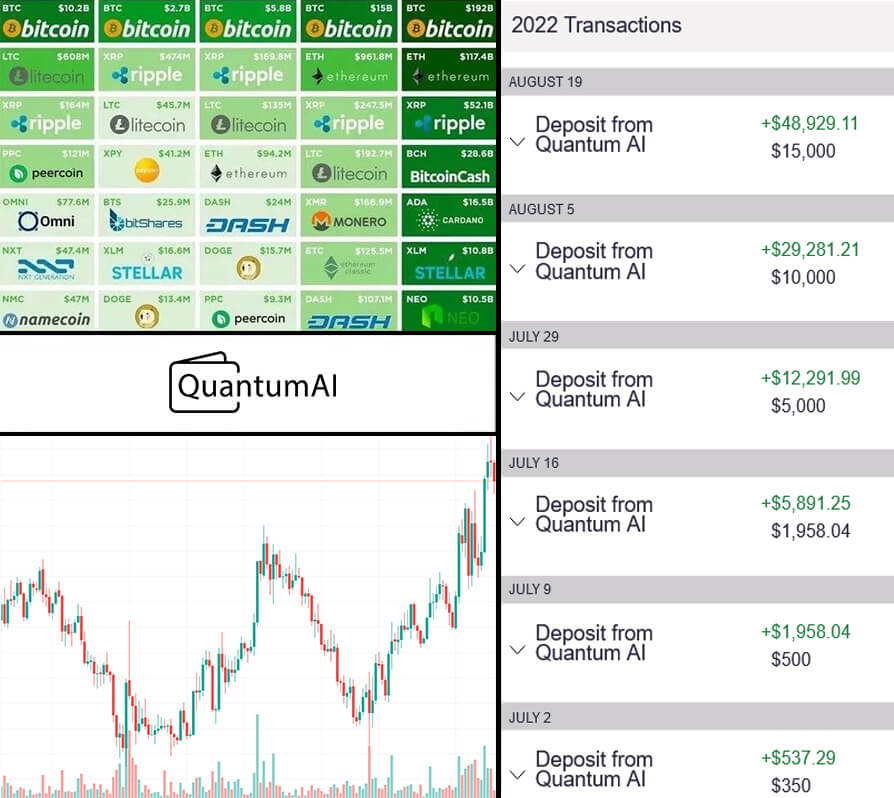 BTC $10.2B
bitcoin
BTC $2.7B
bitcoin
BTC $5.8B
bitcoin
BTC $15B
bitcoin
BTC $192B
bitcoin
LTC $608M
litecoin
XRP $474M
ripple
XRP $169.8M
ripple
ETH $961.8M
ethereum
ETH $117.4B
ethereum
XRP $164M
ripple
LTC $45.7M
litecoin
LTC $135M
litecoin
XRP $247.5M
ripple
XRP $52.1B
ripple
PPC $121M
peercoin
XPY $41.2M
ETH $94.2M
ethereum
LTC $192.7M
litecoin
BCH $28.6B
BitcoinCash
OMNI $77.6M
Omni
BTS $25.9M
bitShares
DASH $24M
DASH
XMR $166.9M
MONERO
ADA $16.5B
CARDANO
NXT $47.4M
NXT GENERATION
XLM $16.6M
STELLAR
DOGE $15.7M
ETC $125.5M
ethereum
classic
XLM $10.8B
STELLAR
NMC $47M
namecoin
DOGE $13.4M
PPC $9.3M
peercoin
DASH $107.1M
DASH
NEO $10.5B
NEO
QuantumAI
2022 Transactions
AUGUST 19
Deposit from +$48,929.11
Quantum AI $15,000
AUGUST 5
Deposit from +$29,281.21
Quantum AI $10,000
JULY 29
Deposit from +$12,291.99
Quantum AI $5,000
JULY 16
Deposit from +$5,891.25
Quantum AI $1,958.04
JULY 9
Deposit from +$1,958.04
Quantum AI $500
JULY 2
Deposit from +$537.29
Quantum AI $350